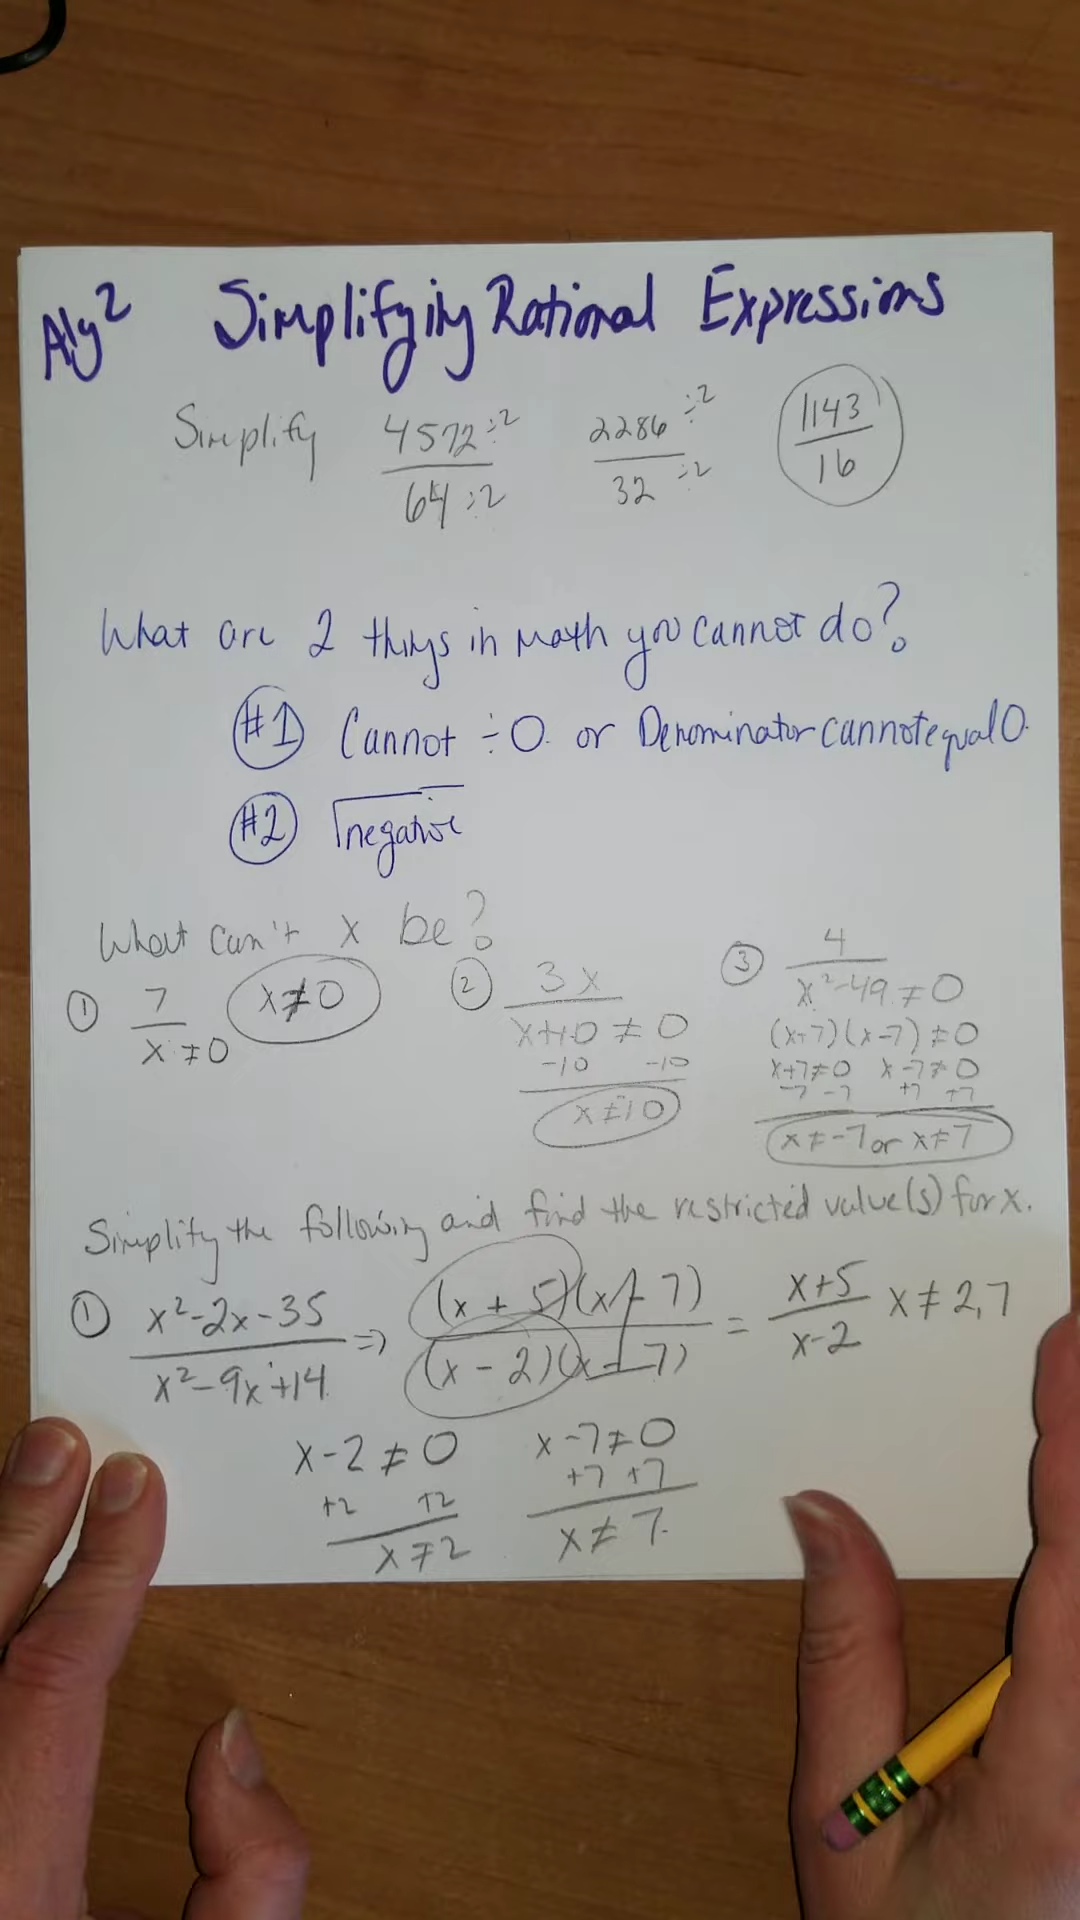 Alg 2 Simplifying Rational Expressions
Simplify 4572÷2/64÷2 2286÷2/32÷2 1143/16
What are 2 things in math you cannot do?
#1 Cannot ÷0 or Denominator cannot equal 0.
#2 √negative
What can't x be?
① 7/x ≠0 x≠0
② 3x/x+10 ≠ 0
-10 -10
x≠10
③ 4/x²-49 ≠0
(x+7)(x-7) ≠0
x+7≠0 x-7≠0
-7 -7 +7 +7
x≠-7 or x≠7
Simplify the following and find the restricted value(s) for x.
① x²-2x-35/x²-9x+14 => (x + 5)(x - 7)/(x - 2)(x - 7) = x+5/x-2 x≠2,7
x-2≠0 x-7≠0
+2 +2 +7 +7
x≠2 x≠7.